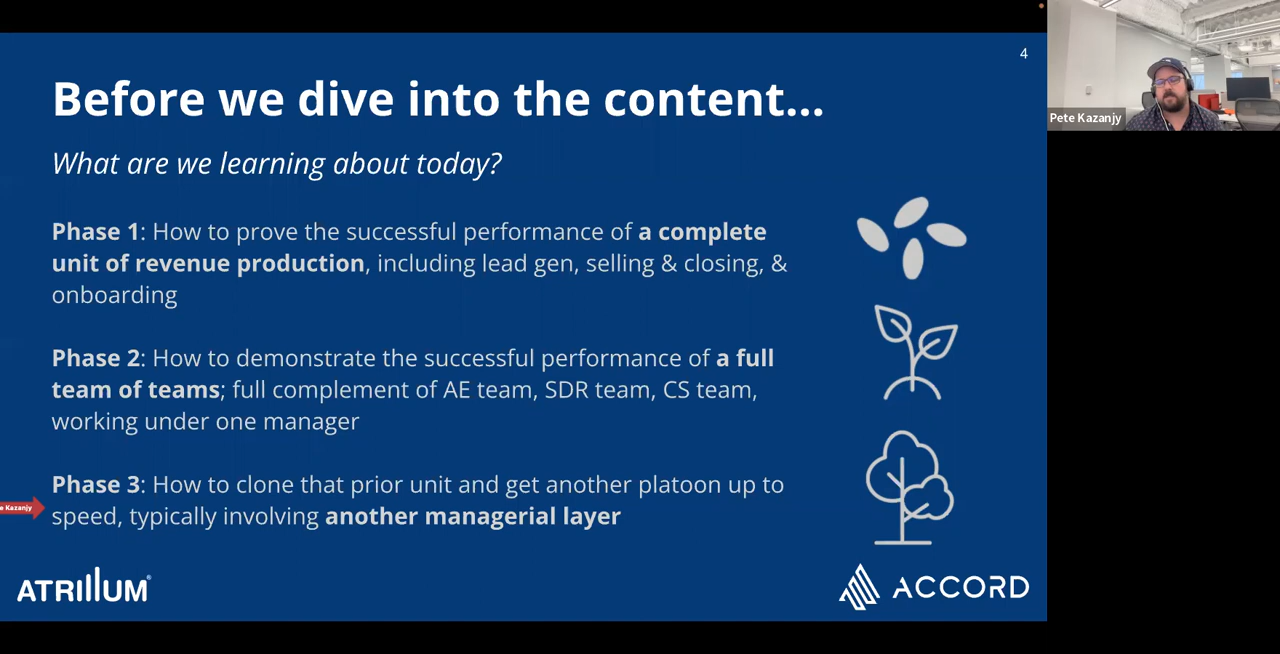 4
Before we dive into the content...
What are we learning about today?
Phase 1: How to prove the successful performance of a complete
unit of revenue production, including lead gen, selling & closing, &
onboarding
Phase 2: How to demonstrate the successful performance of a full
team of teams; full complement of AE team, SDR team, CS team,
working under one manager
Phase 3: How to clone that prior unit and get another platoon up to
speed, typically involving another managerial layer
e Kazanjy
ATRIUM®
ACCORD
Pete Kazanjy